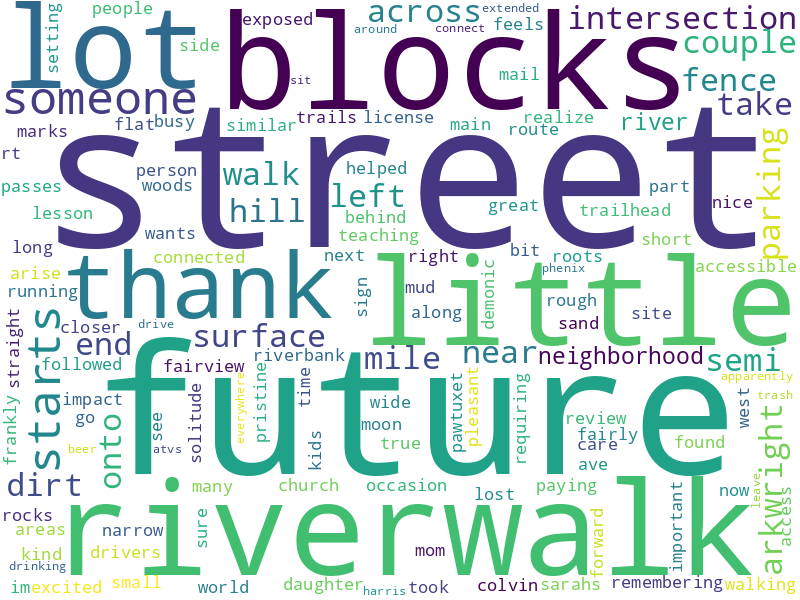 people
exposed
across
extended
intersection
setting
lot
blocks
around
connect
feels
couple
side
sit
mail
fence
someone
trails
license
realize
take
marks
flat
busy
similar
main
route
river
rt
street
parking
passes
person
woods
walk
helped
left
part
nice
lesson
hill
behind
great
trailhead
wants
teaching
short
long
connected
next
right
bit
roots
accessible
arise
thank
little
phenix
running
sign
mud
demonic
rough
site
closer
drive
along
sand
straight
starts
end
surface
riverbank
mile
near
neighborhood
semi
followed
fairview
future
apparently
frankly
impact
everywhere
pristine
time
wide
pawtuxet
pleasant
requiring
review
west
trash
go
onto
see
solitude
moon
fairly
arkwright
beer
atvs
kids
true
care
ave
found
dirt
riverwalk
many
church
occasion
lost
paying
now
leave
rocks
access
areas
narrow
sure
important
kind
drivers
mom
forward
drinking
im
excited
small
world
daughter
harris
took
colvin
sarahs
remembering
walking